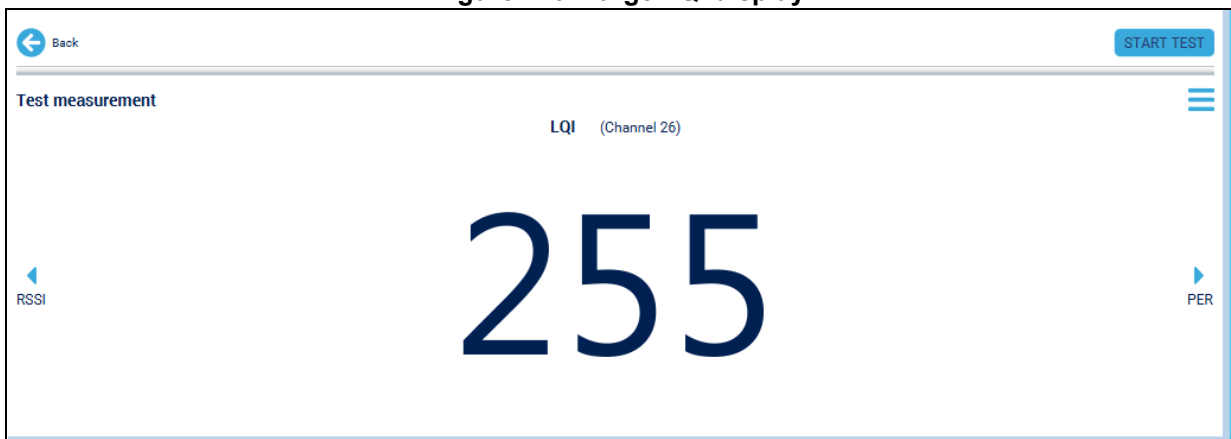 Back
START TEST
Test measurement
LQI (Channel 26)
255
RSSI
PER